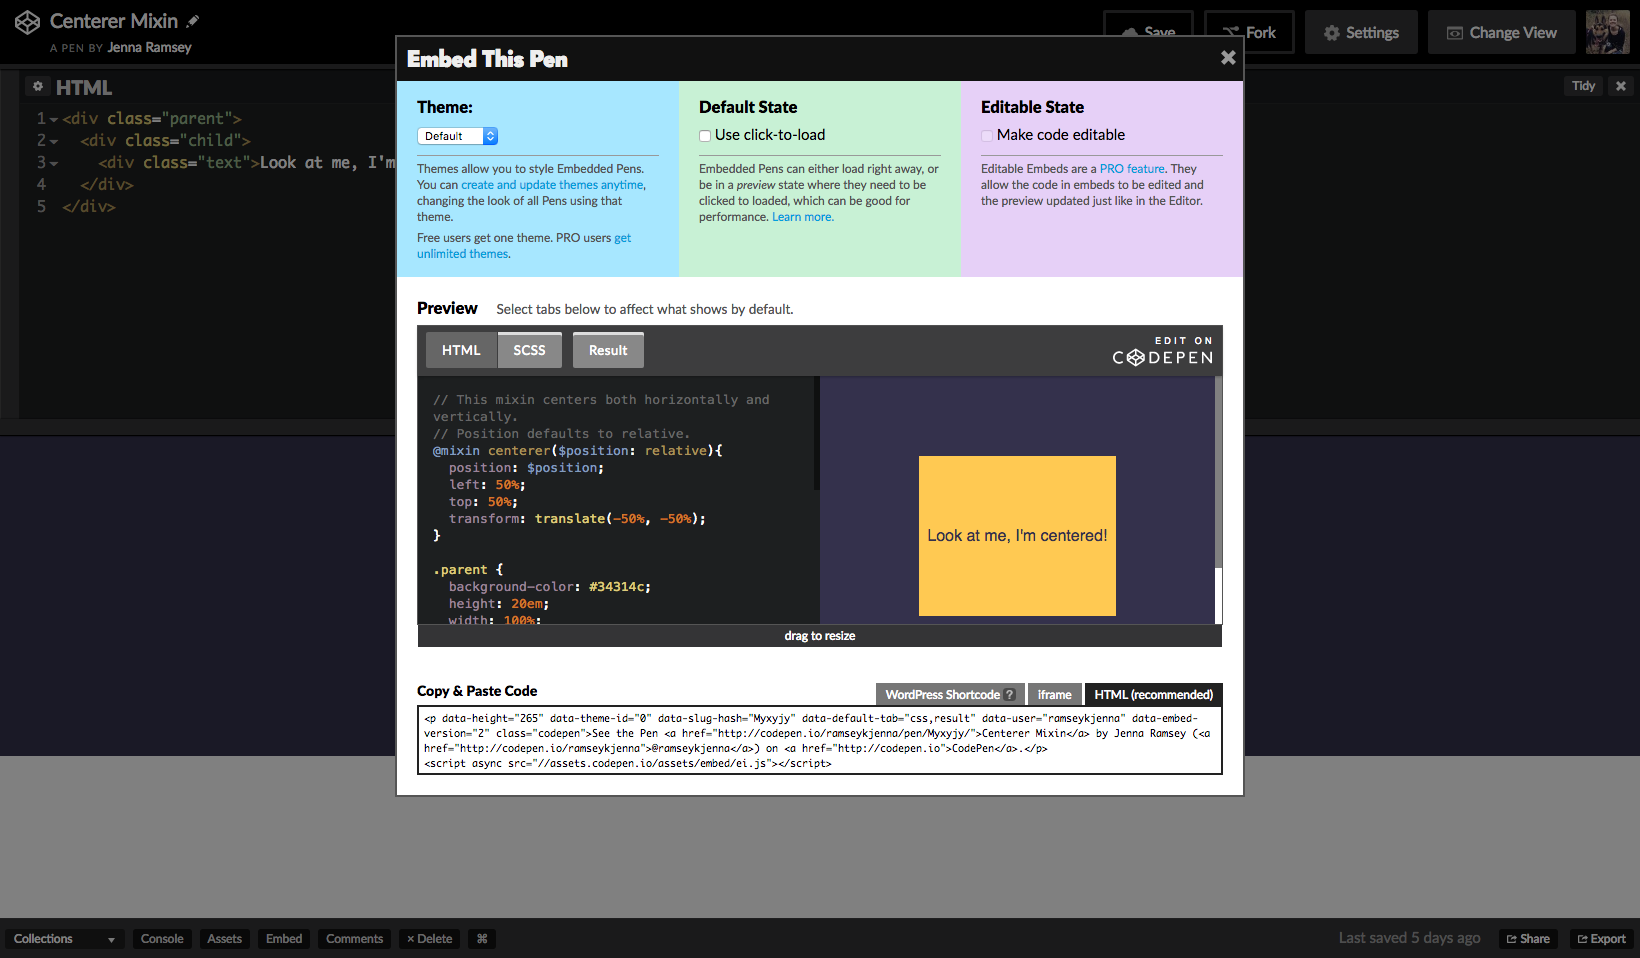 Centerer Mixin
A PEN BY Jenna Ramsey
Save
Fork
Settings
Change View
HTML
Tidy
1 <div class="parent">
2 <div class="child">
3 <div class="text">Look at me, I'm
4 </div>
5 </div>
Embed This Pen
Theme:
Default
Themes allow you to style Embedded Pens.
You can create and update themes anytime,
changing the look of all Pens using that
theme.
Free users get one theme. PRO users get
unlimited themes.
Default State
Use click-to-load
Embedded Pens can either load right away, or
be in a preview state where they need to be
clicked to loaded, which can be good for
performance. Learn more.
Editable State
Make code editable
Editable Embeds are a PRO feature. They
allow the code in embeds to be edited and
the preview updated just like in the Editor.
Preview Select tabs below to affect what shows by default.
HTML SCSS Result
EDIT ON
CODEPEN
// This mixin centers both horizontally and
vertically.
// Position defaults to relative.
@mixin centerer($position: relative){
position: $position;
left: 50%;
top: 50%;
transform: translate(-50%, -50%);
}
.parent {
background-color: #34314c;
height: 20em;
width: 100%;
Look at me, I'm centered!
drag to resize
Copy & Paste Code
WordPress Shortcode ?
iframe
HTML (recommended)
<p data-height="265" data-theme-id="0" data-slug-hash="Myxyjy" data-default-tab="css,result" data-user="ramseykjenna" data-embed-
version="2" class="codepen">See the Pen <a href="http://codepen.io/ramseykjenna/pen/Myxyjy/">Centerer Mixin</a> by Jenna Ramsey (<a
href="http://codepen.io/ramseykjenna">@ramseykjenna</a>) on <a href="http://codepen.io">CodePen</a>.</p>
<script async src="//assets.codepen.io/assets/embed/ei.js"></script>
Collections
Console
Assets
Embed
Comments
× Delete
⌘
Last saved 5 days ago
Share
Export